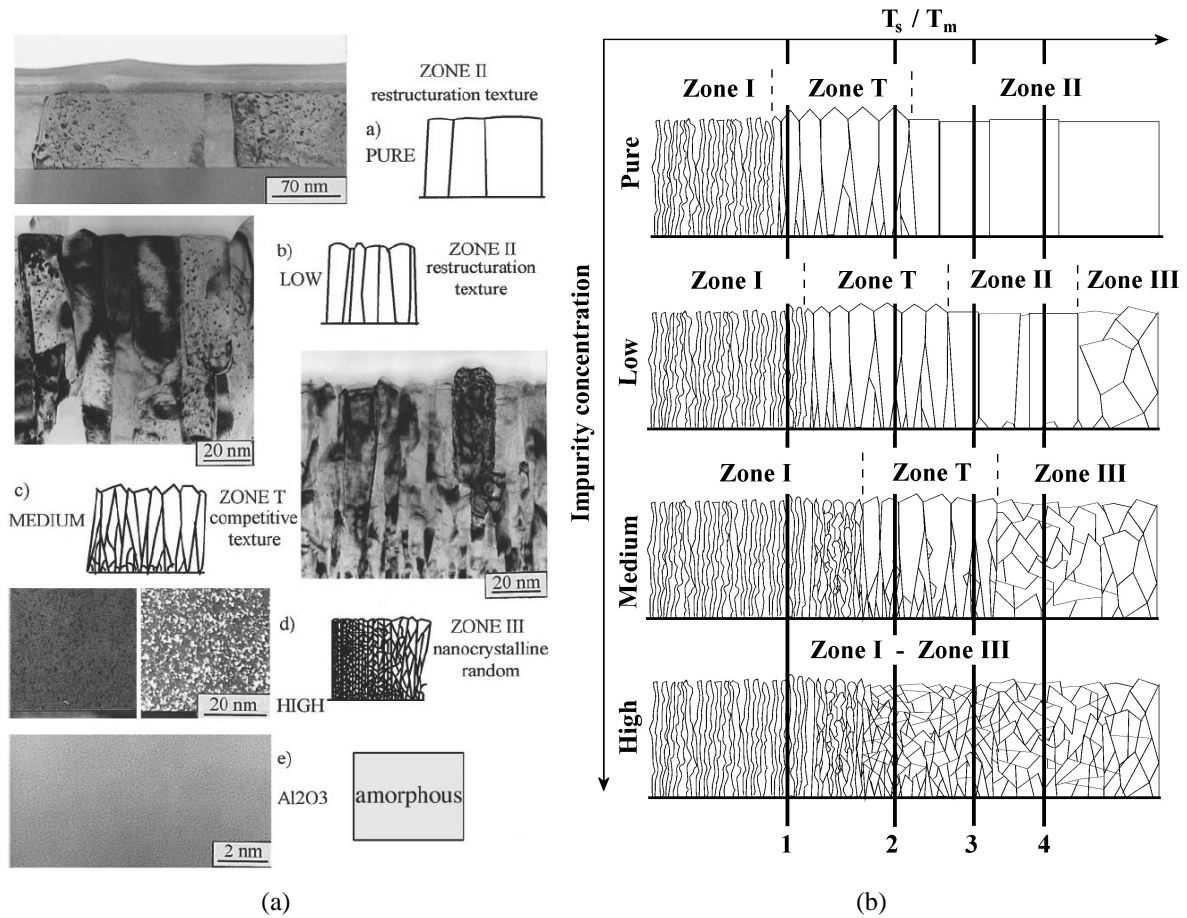 ZONE II
restructuration texture
a)
PURE
70 nm
b)
LOW
ZONE II
restructuration
texture
20 nm
c)
MEDIUM
ZONE T
competitive
texture
20 nm
d)
HIGH
ZONE III
nanocrystalline
random
20 nm
e)
Al2O3
amorphous
2 nm
(a)
Ts / Tm
Impurity concentration
Zone I Zone T Zone II
Pure
Zone I Zone T Zone II Zone III
Low
Zone I Zone T Zone III
Medium
Zone I - Zone III
High
1 2 3 4
(b)